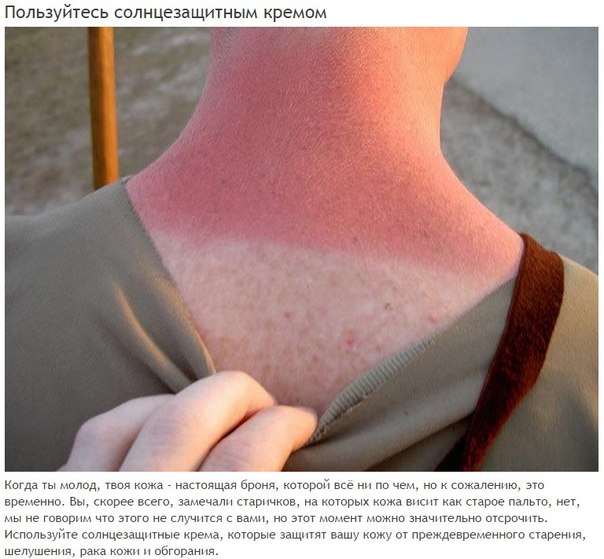 Пользуйтесь солнцезащитным кремом
Когда ты молод, твоя кожа - настоящая броня, которой всё ни по чем, но к сожалению, это
временно. Вы, скорее всего, замечали старичков, на которых кожа висит как старое пальто, нет,
мы не говорим что этого не случится с вами, но этот момент можно значительно отсрочить.
Используйте солнцезащитные крема, которые защитят вашу кожу от преждевременного старения,
шелушения, рака кожи и обгорания.